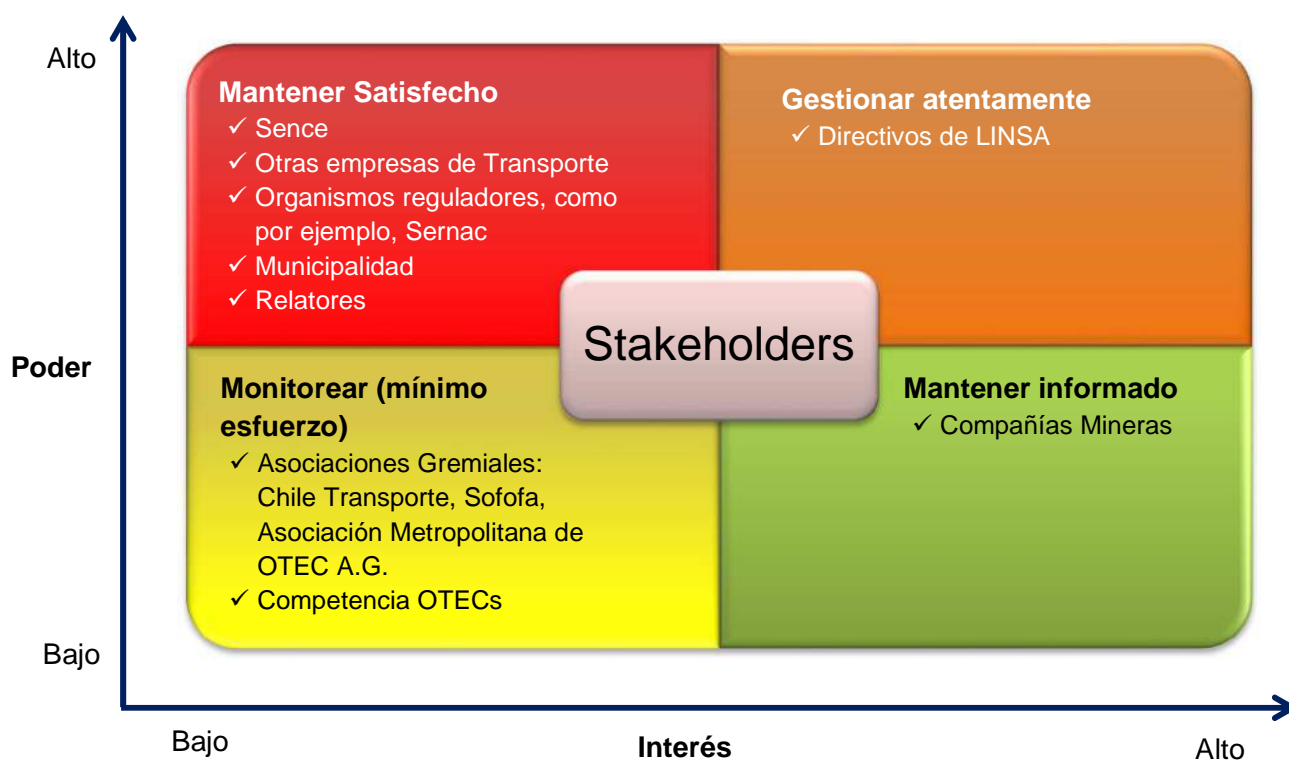 Alto
Mantener Satisfecho
✓ Sence
✓ Otras empresas de Transporte
✓ Organismos reguladores, como
por ejemplo, Sernac
✓ Municipalidad
✓ Relatores
Gestionar atentamente
✓ Directivos de LINSA
Stakeholders
Poder
Monitorear (mínimo
esfuerzo)
✓ Asociaciones Gremiales:
Chile Transporte, Sofofa,
Asociación Metropolitana de
OTEC A.G.
✓ Competencia OTECs
Mantener informado
✓ Compañías Mineras
Bajo
Bajo
Interés
Alto